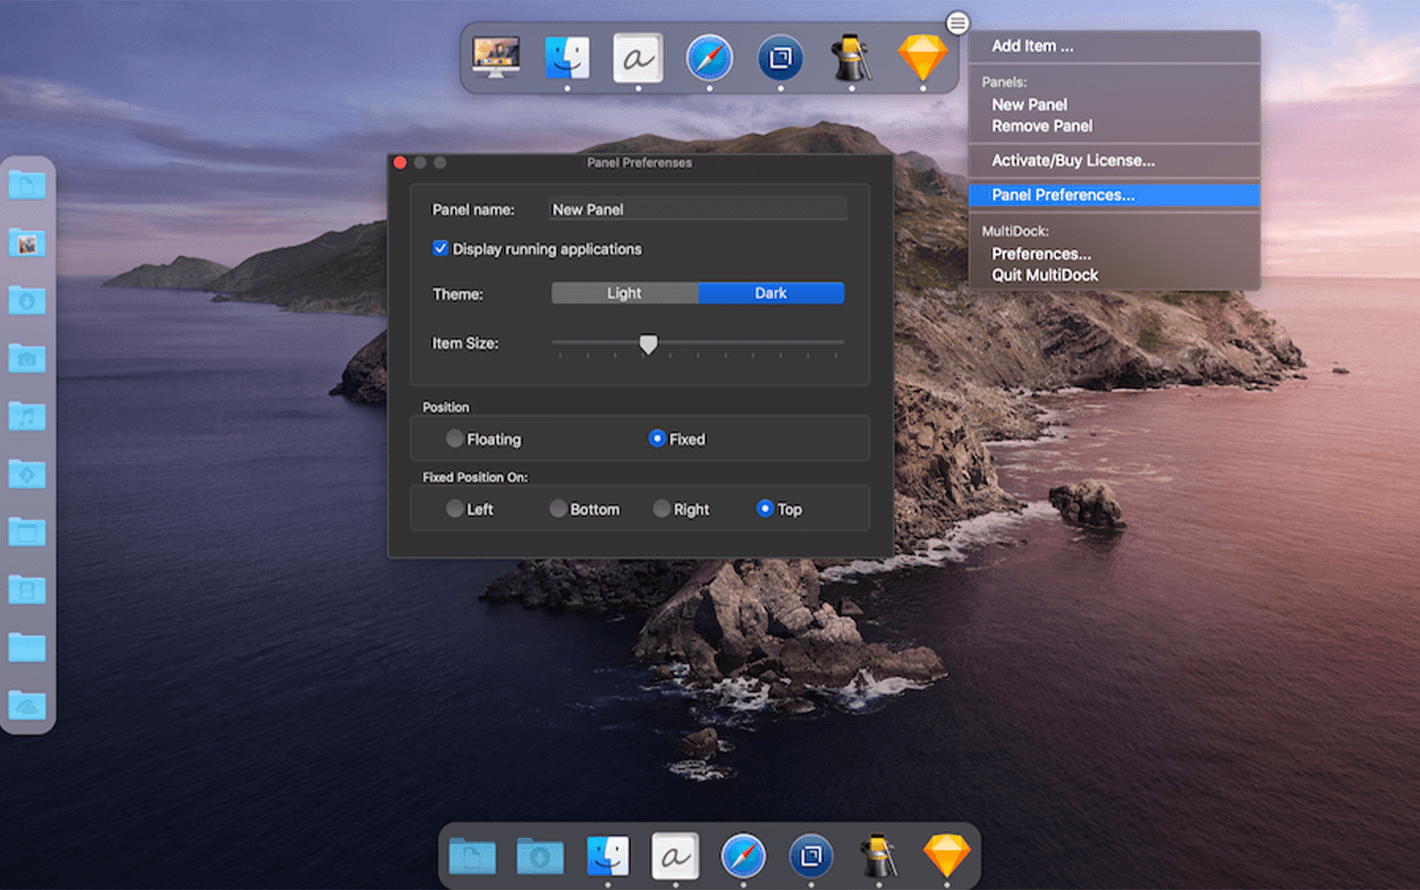 Add Item ...
Panels:
New Panel
Remove Panel
Activate/Buy License...
Panel Preferences...
MultiDock:
Preferences...
Quit MultiDock
Panel Preferenses
Panel name: New Panel
Display running applications
Theme: Light Dark
Item Size:
Position
Floating Fixed
Fixed Position On:
Left Bottom Right Top
a
a